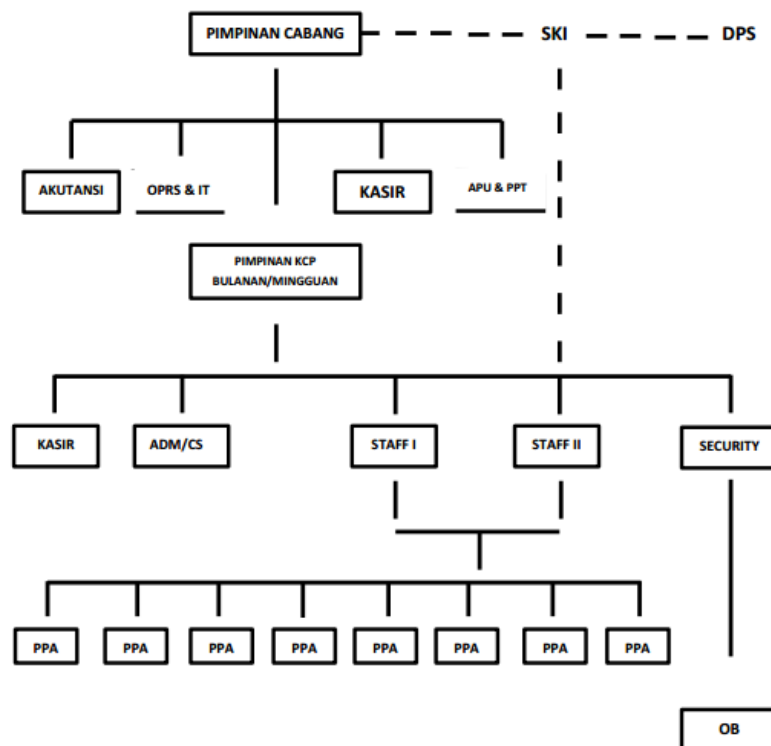 PIMPINAN CABANG
SKI
DPS
AKUTANSI
OPRS & IT
KASIR
APU & PPT
PIMPINAN KCP
BULANAN/MINGGUAN
KASIR
ADM/CS
STAFF I
STAFF II
SECURITY
PPA
PPA
PPA
PPA
PPA
PPA
PPA
PPA
OB